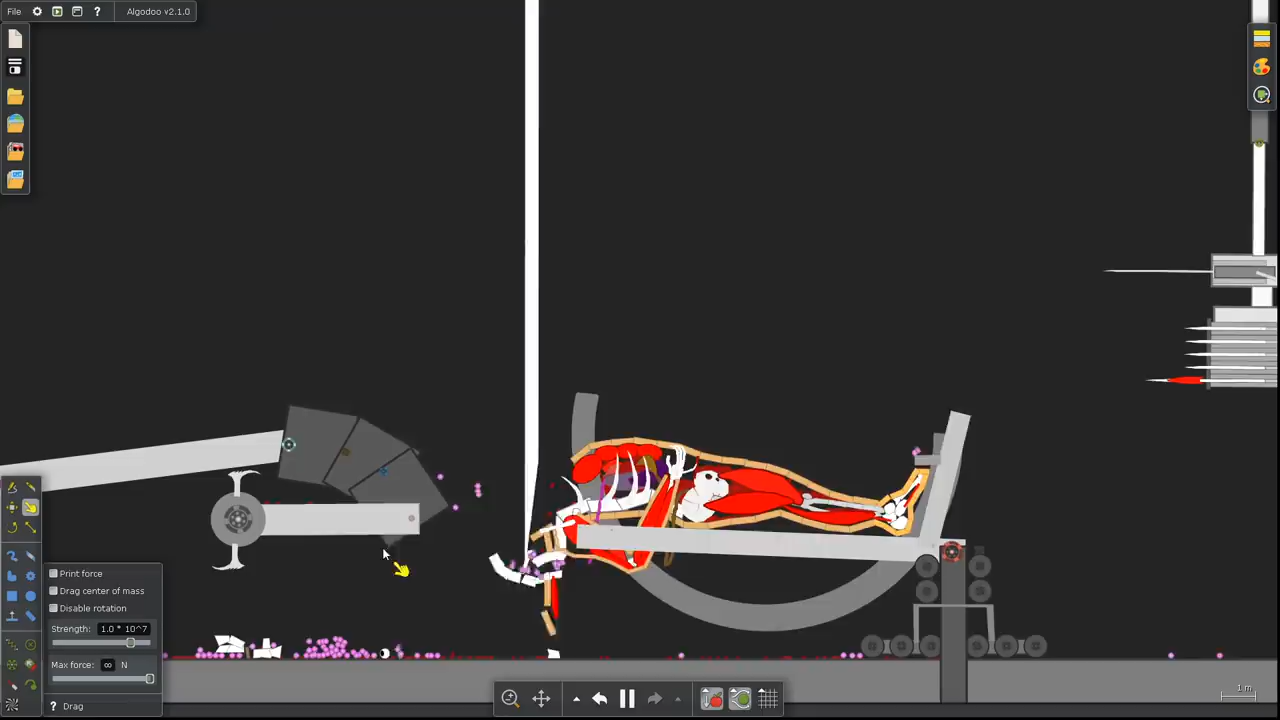 File ? Algodoo v2.1.0
Print force
Drag center of mass
Disable rotation
Strength: 1.0 * 10^7
Max force: ∞ N
? Drag
1 m